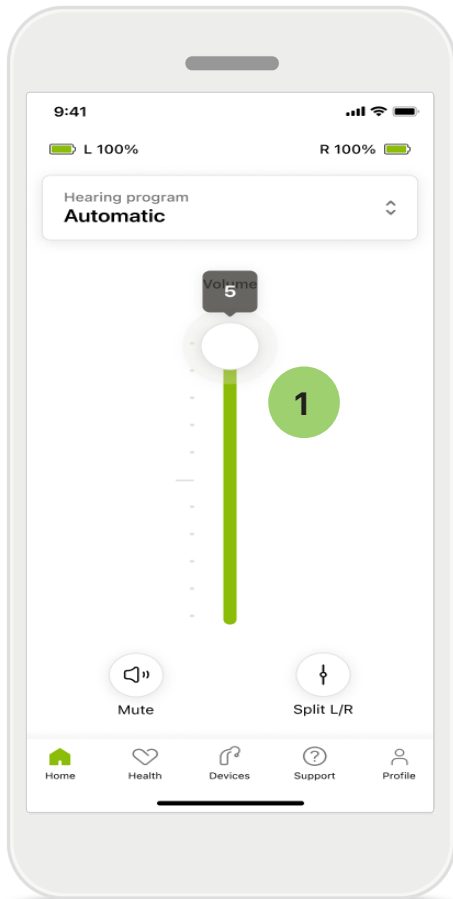 9:41
L 100%
R 100%
Hearing program
Automatic
Volume
5
1
Mute
Split L/R
Home
Health
Devices
Support
Profile